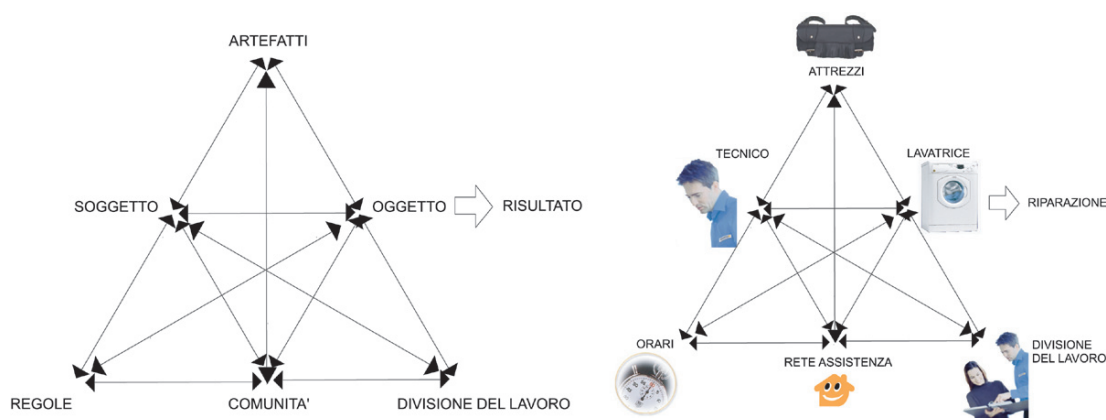 ARTEFATTI
SOGGETTO
OGGETTO
RISULTATO
REGOLE
COMUNITA'
DIVISIONE DEL LAVORO
ATTREZZI
TECNICO
LAVATRICE
RIPARAZIONE
ORARI
RETE ASSISTENZA
DIVISIONE
DEL LAVORO